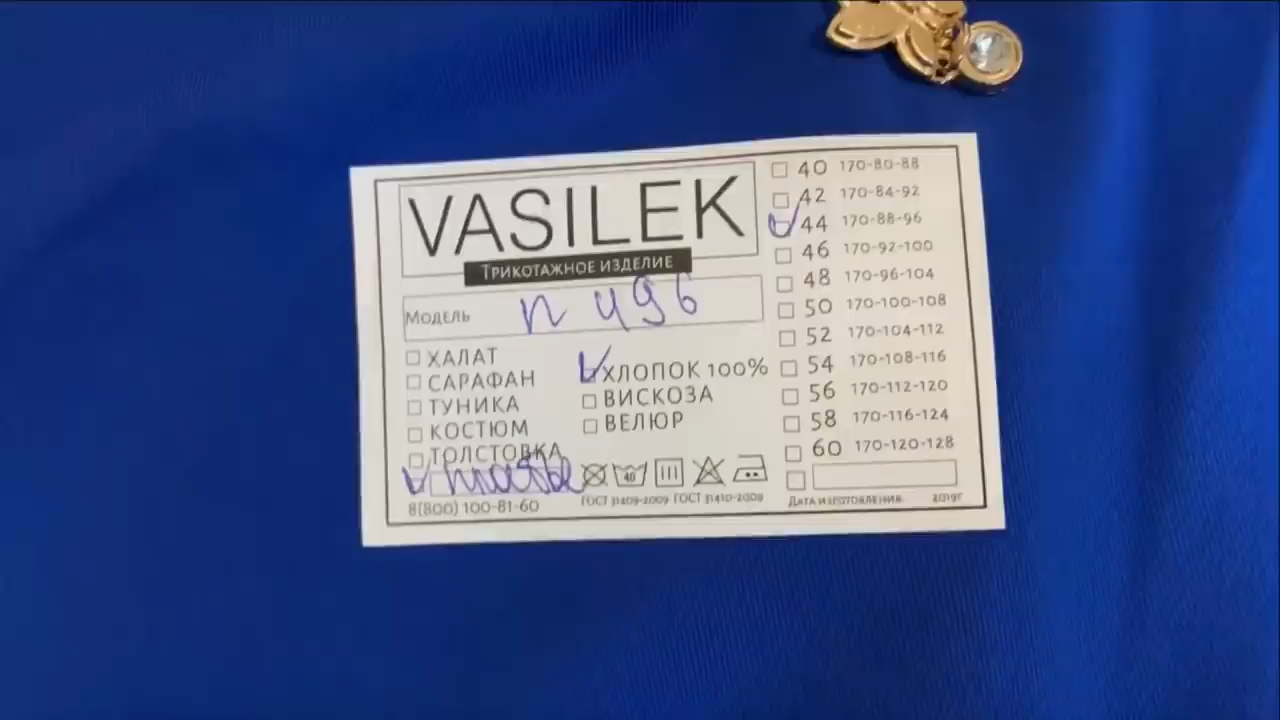 VASILEK
ТРИКОТАЖНОЕ ИЗДЕЛИЕ
МОДЕЛЬ п 496
ХАЛАТ
САРАФАН
ТУНИКА
КОСТЮМ
ТОЛСТОВКА
8(800) 100-81-60
ХЛОПОК 100%
ВИСКОЗА
ВЕЛЮР
40
ГОСТ 31409-2009 ГОСТ 31410-2009
40 170-80-88
42 170-84-92
44 170-88-96
46 170-92-100
48 170-96-104
50 170-100-108
52 170-104-112
54 170-108-116
56 170-112-120
58 170-116-124
60 170-120-128
ДАТА ИЗГОТОВЛЕНИЯ 2019г